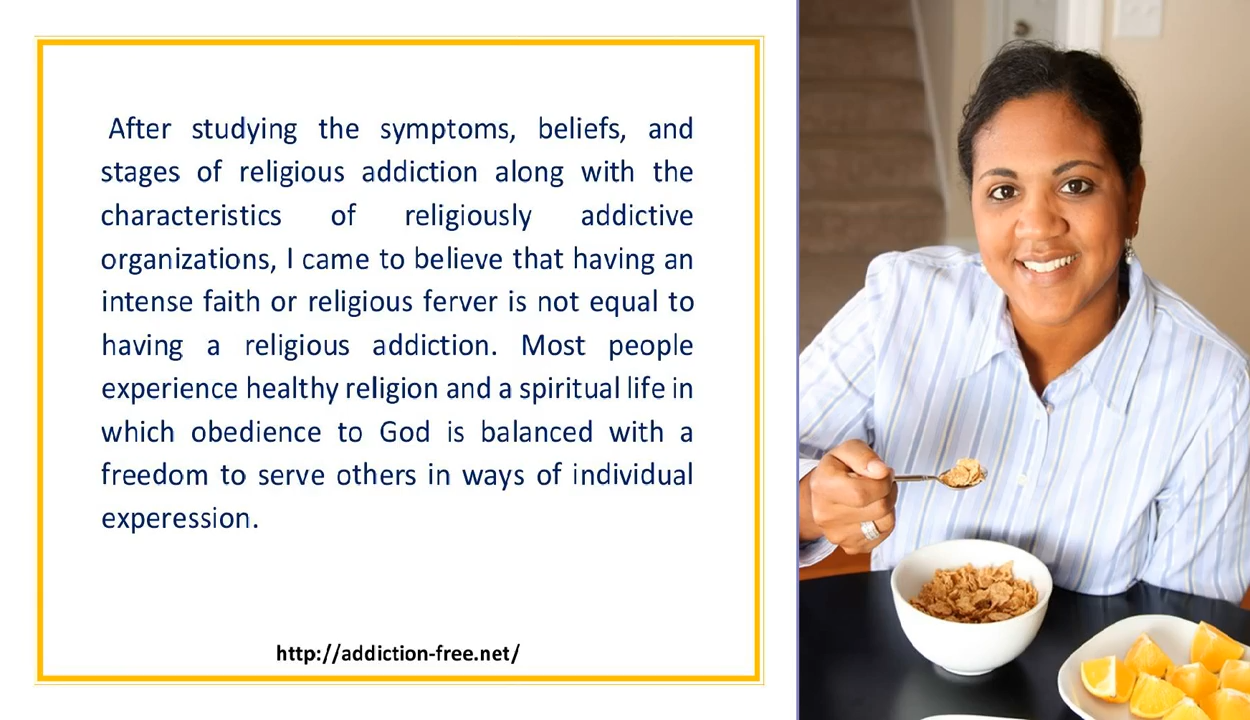 After studying the symptoms, beliefs, and
stages of religious addiction along with the
characteristics of religiously addictive
organizations, I came to believe that having an
intense faith or religious ferver is not equal to
having a religious addiction. Most people
experience healthy religion and a spiritual life in
which obedience to God is balanced with a
freedom to serve others in ways of individual
experession.
http://addiction-free.net/